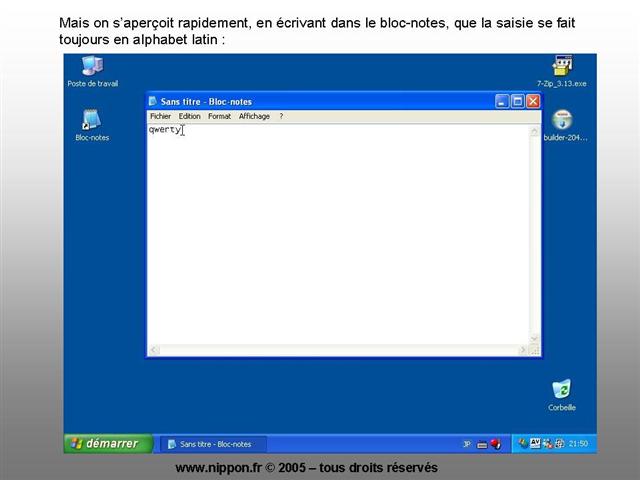 Mais on s’aperçoit rapidement, en écrivant dans le bloc-notes, que la saisie se fait
toujours en alphabet latin :
Poste de travail
7-Zip_3.13.exe
Sans titre - Bloc-notes
Fichier Edition Format Affichage ?
qwerty
Bloc-notes
builder-204...
Corbeille
démarrer
Sans titre - Bloc-notes
JP
AV
21:50
www.nippon.fr © 2005 – tous droits réservés